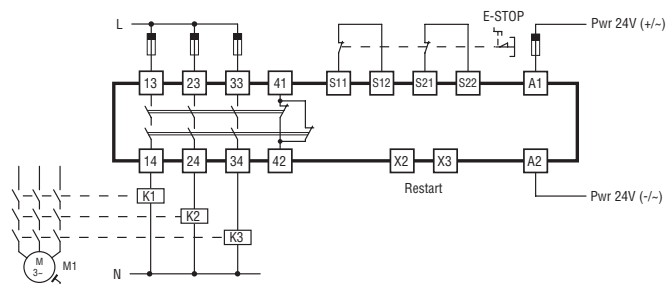 E-STOP
L
Pwr 24V (+/~)
13 23 33 41 S11 S12 S21 S22 A1
14 24 34 42 X2 X3 A2
Restart
K1
Pwr 24V (-/~)
K2
K3
M
3~
M1
N